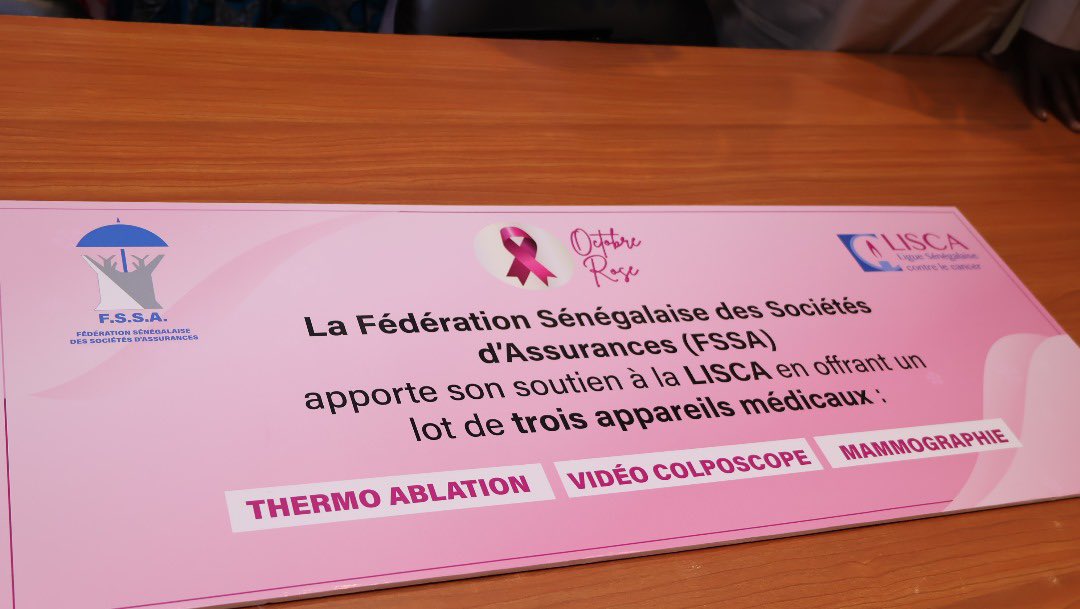 F.S.S.A.
FÉDÉRATION SÉNÉGALAISE
DES SOCIÉTÉS D'ASSURANCES
Octobre
Rose
LISCA
Ligue Sénégalaise
contre le cancer
La Fédération Sénégalaise des Sociétés
d'Assurances (FSSA)
apporte son soutien à la LISCA en offrant un
lot de trois appareils médicaux :
THERMO ABLATION
VIDÉO COLPOSCOPE
MAMMOGRAPHIE